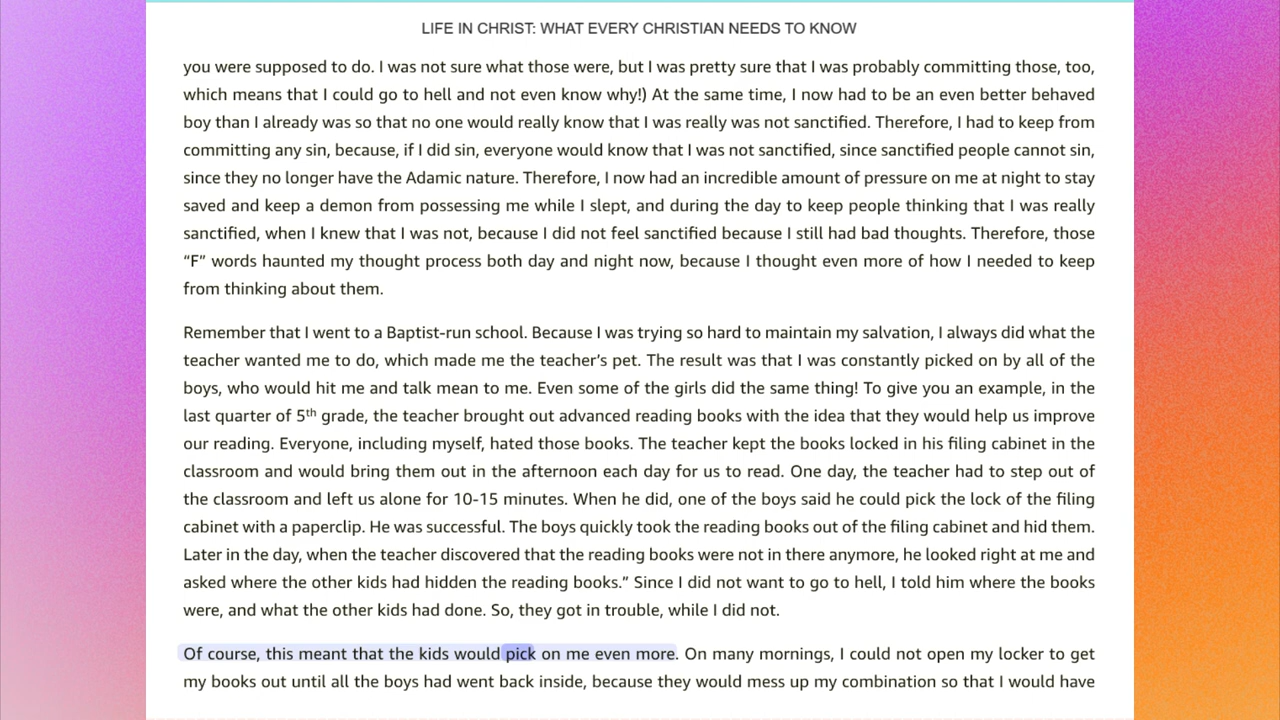 LIFE IN CHRIST: WHAT EVERY CHRISTIAN NEEDS TO KNOW
you were supposed to do. I was not sure what those were, but I was pretty sure that I was probably committing those, too,
which means that I could go to hell and not even know why!) At the same time, I now had to be an even better behaved
boy than I already was so that no one would really know that I was really was not sanctified. Therefore, I had to keep from
committing any sin, because, if I did sin, everyone would know that I was not sanctified, since sanctified people cannot sin,
since they no longer have the Adamic nature. Therefore, I now had an incredible amount of pressure on me at night to stay
saved and keep a demon from possessing me while I slept, and during the day to keep people thinking that I was really
sanctified, when I knew that I was not, because I did not feel sanctified because I still had bad thoughts. Therefore, those
“F” words haunted my thought process both day and night now, because I thought even more of how I needed to keep
from thinking about them.
Remember that I went to a Baptist-run school. Because I was trying so hard to maintain my salvation, I always did what the
teacher wanted me to do, which made me the teacher’s pet. The result was that I was constantly picked on by all of the
boys, who would hit me and talk mean to me. Even some of the girls did the same thing! To give you an example, in the
last quarter of 5th grade, the teacher brought out advanced reading books with the idea that they would help us improve
our reading. Everyone, including myself, hated those books. The teacher kept the books locked in his filing cabinet in the
classroom and would bring them out in the afternoon each day for us to read. One day, the teacher had to step out of
the classroom and left us alone for 10-15 minutes. When he did, one of the boys said he could pick the lock of the filing
cabinet with a paperclip. He was successful. The boys quickly took the reading books out of the filing cabinet and hid them.
Later in the day, when the teacher discovered that the reading books were not in there anymore, he looked right at me and
asked where the other kids had hidden the reading books.” Since I did not want to go to hell, I told him where the books
were, and what the other kids had done. So, they got in trouble, while I did not.
Of course, this meant that the kids would pick on me even more. On many mornings, I could not open my locker to get
my books out until all the boys had went back inside, because they would mess up my combination so that I would have